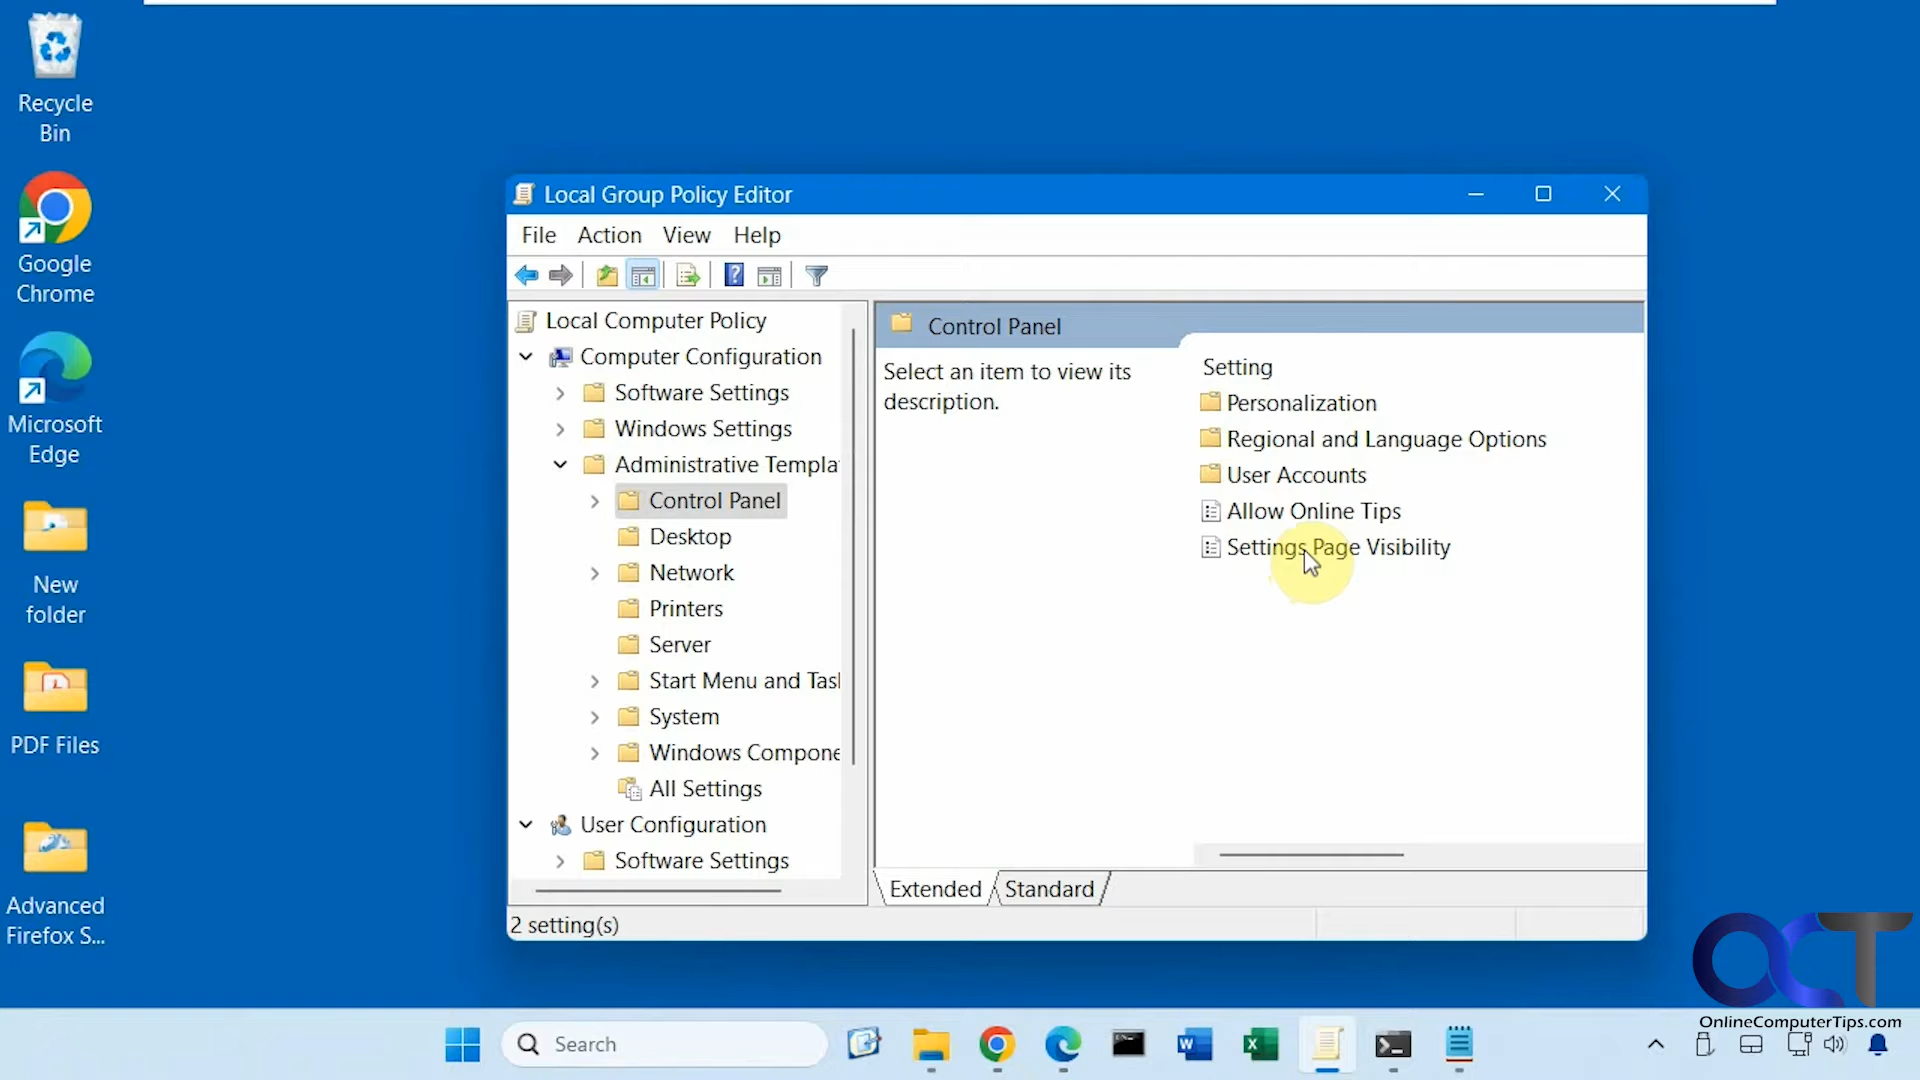 Recycle
Bin
Google
Chrome
Microsoft
Edge
New
folder
PDF Files
Advanced
Firefox S...
Local Group Policy Editor
File Action View Help
Local Computer Policy
Computer Configuration
Software Settings
Windows Settings
Administrative Templa
Control Panel
Desktop
Network
Printers
Server
Start Menu and Tas
System
Windows Compone
All Settings
User Configuration
Software Settings
Control Panel
Select an item to view its
description.
Setting
Personalization
Regional and Language Options
User Accounts
Allow Online Tips
Settings Page Visibility
Extended
Standard
2 setting(s)
Search
OCT
OnlineComputerTips.com